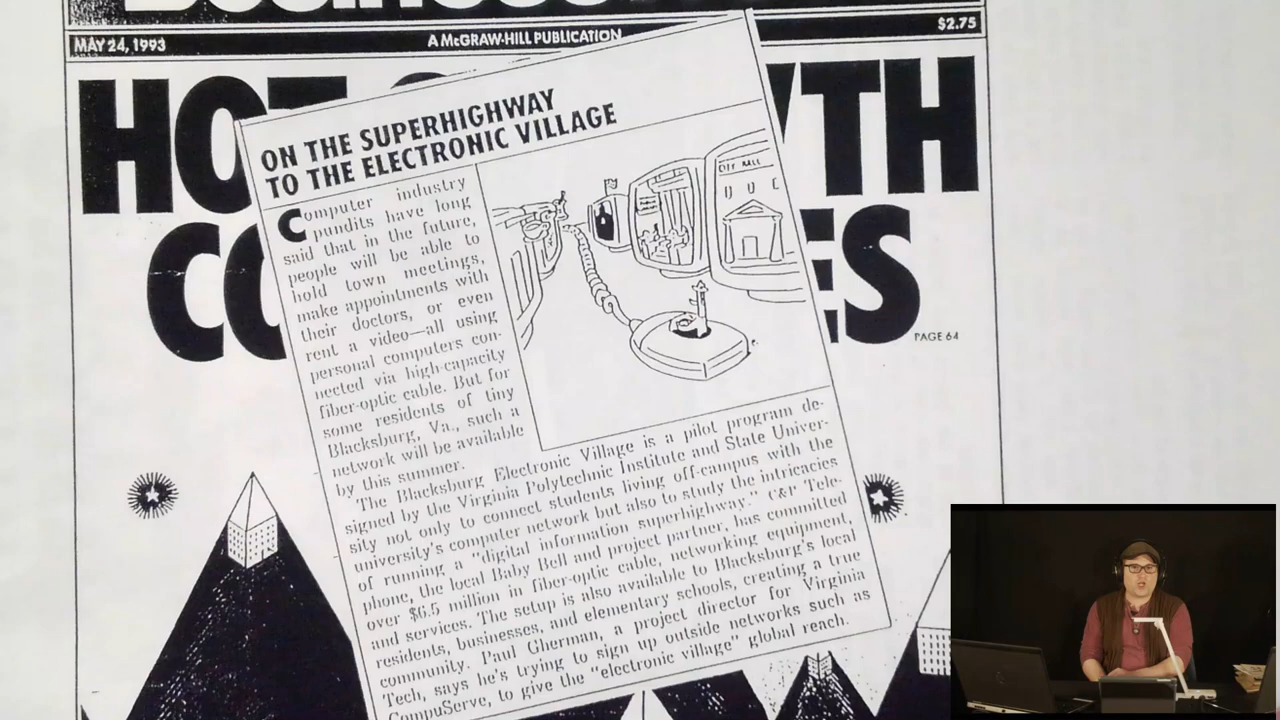 MAY 24, 1993
A McGRAW-HILL PUBLICATION
$2.75
ON THE SUPERHIGHWAY
TO THE ELECTRONIC VILLAGE
Computer industry
pundits have long
said that in the future,
people will be able to
hold town meetings,
make appointments with
their doctors, or even
rent a video—all using
personal computers con-
nected via high-capacity
fiber-optic cable. But for
some residents of tiny
Blacksburg, Va., such a
network will be available
by this summer.
CITY HALL
The Blacksburg Electronic Village is a pilot program de-
signed by the Virginia Polytechnic Institute and State Univer-
sity not only to connect students living off-campus with the
university's computer network but also to study the intricacies
of running a "digital information superhighway." C&P Tele-
phone, the local Baby Bell and project partner, has committed
over $6.5 million in fiber-optic cable, networking equipment,
and services. The setup is also available to Blacksburg's local
residents, businesses, and elementary schools, creating a true
community. Paul Gherman, a project director for Virginia
Tech, says he's trying to sign up outside networks such as
CompuServe, to give the "electronic village" global reach.
PAGE 64